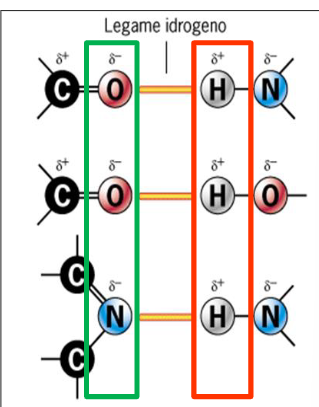 Legame idrogeno
δ⁺ δ⁻ δ⁺ δ⁻
C O H N
δ⁺ δ⁻ δ⁺ δ⁻
C O H O
C
δ⁻ δ⁺ δ⁻
N H N
C